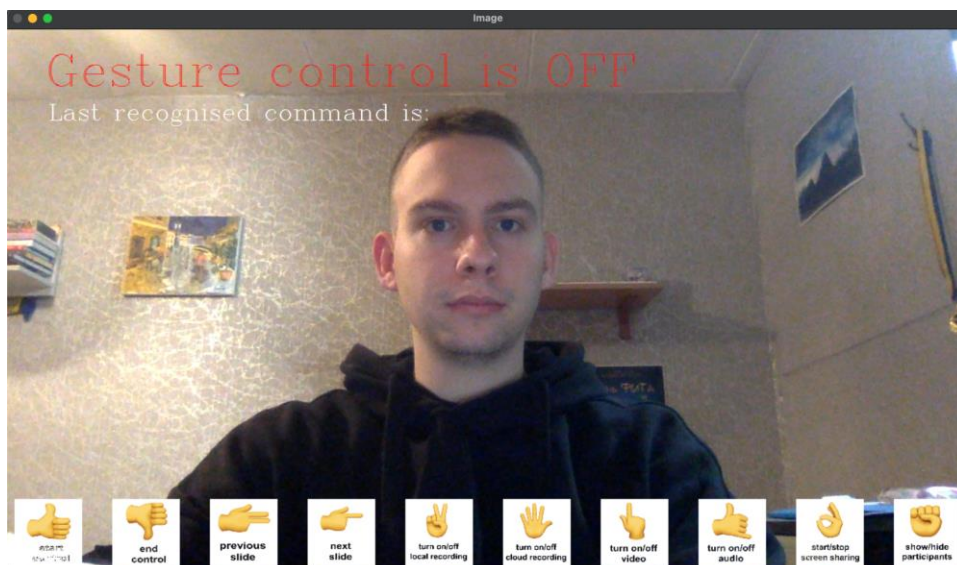 Image
Gesture control is OFF
Last recognised command is:
start
control
end
control
previous
slide
next
slide
turn on/off
local recording
turn on/off
cloud recording
turn on/off
video
turn on/off
audio
start/stop
screen sharing
show/hide
participants